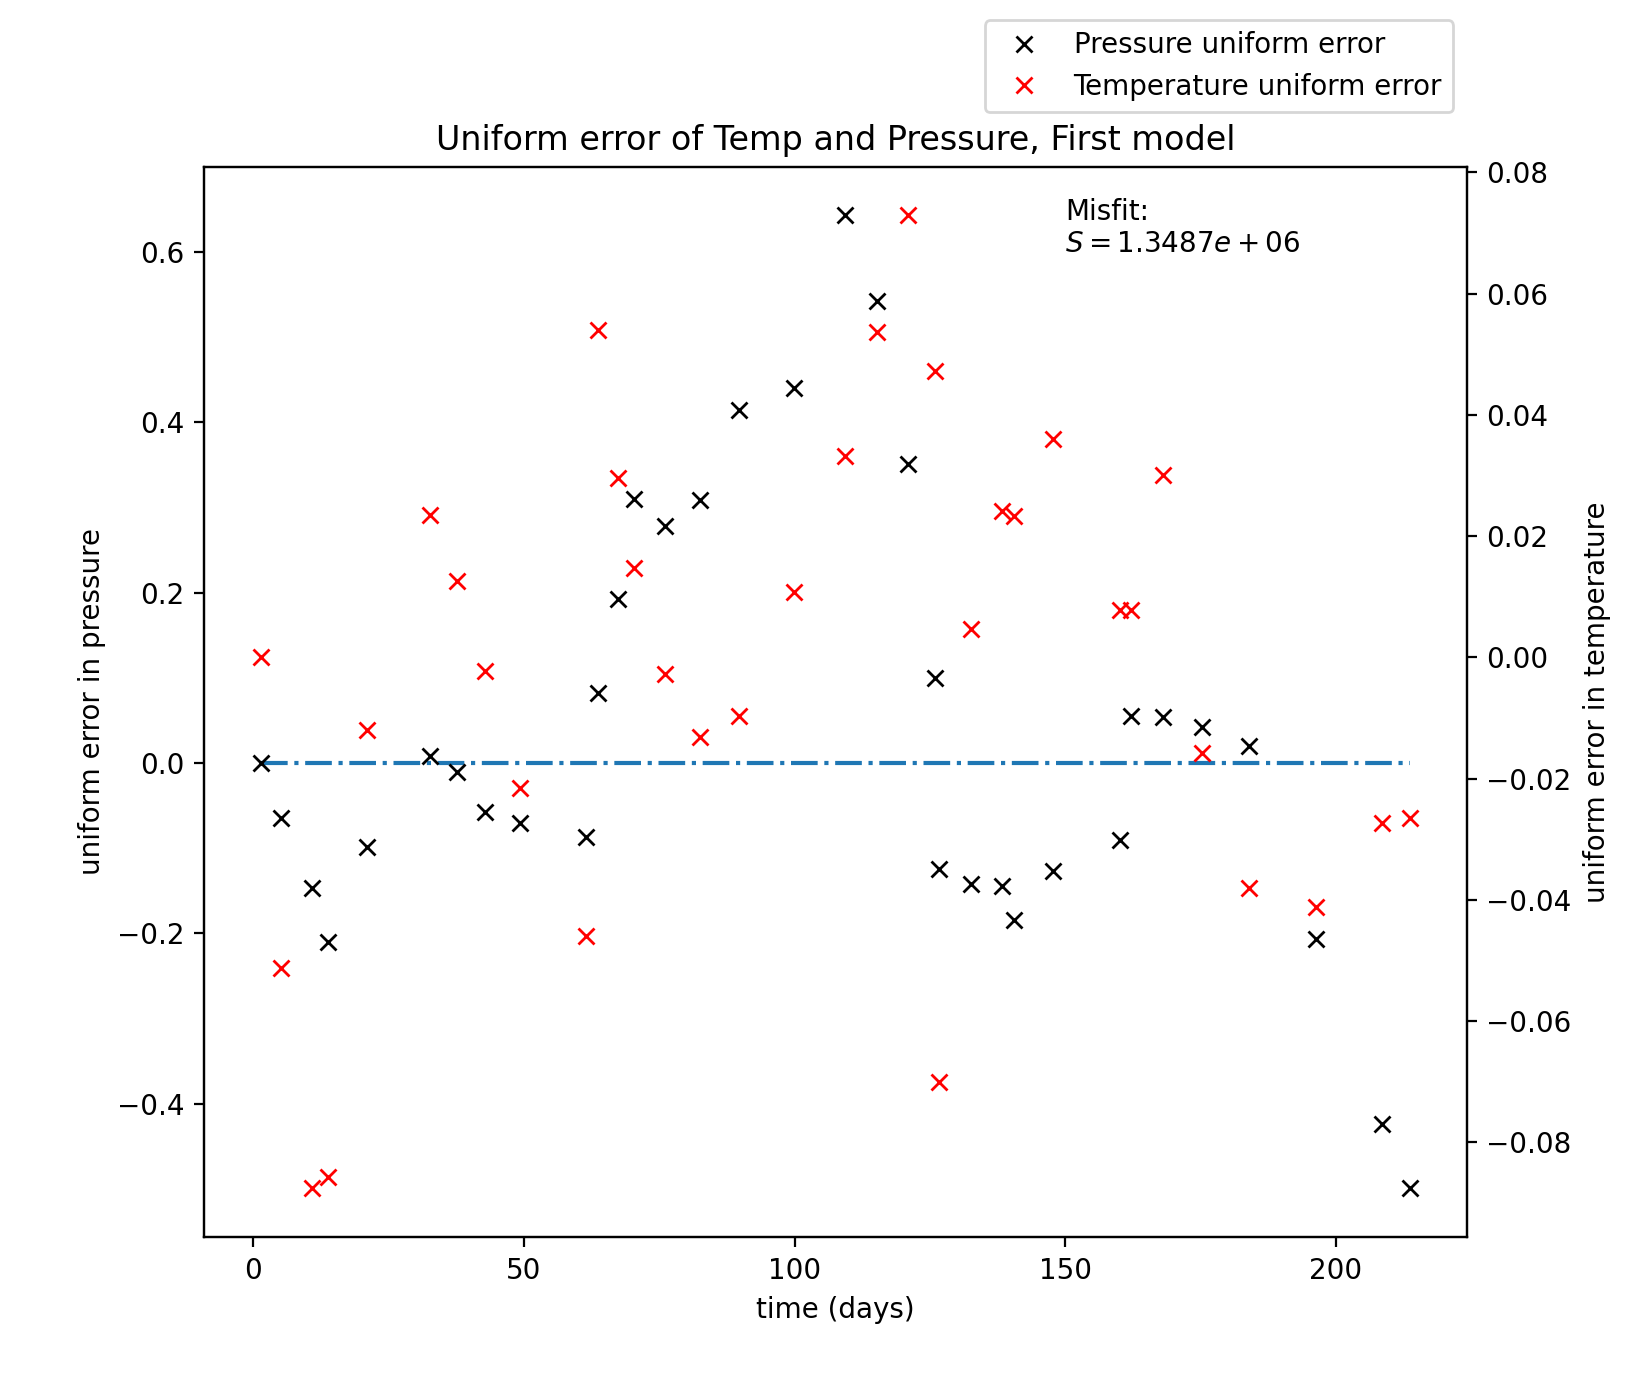 Pressure uniform error
Temperature uniform error
Uniform error of Temp and Pressure, First model
Misfit:
S = 1.3487e + 06
uniform error in pressure
0.6
0.4
0.2
0.0
−0.2
−0.4
0.08
0.06
0.04
0.02
0.00
−0.02
−0.04
−0.06
−0.08
uniform error in temperature
0 50 100 150 200
time (days)